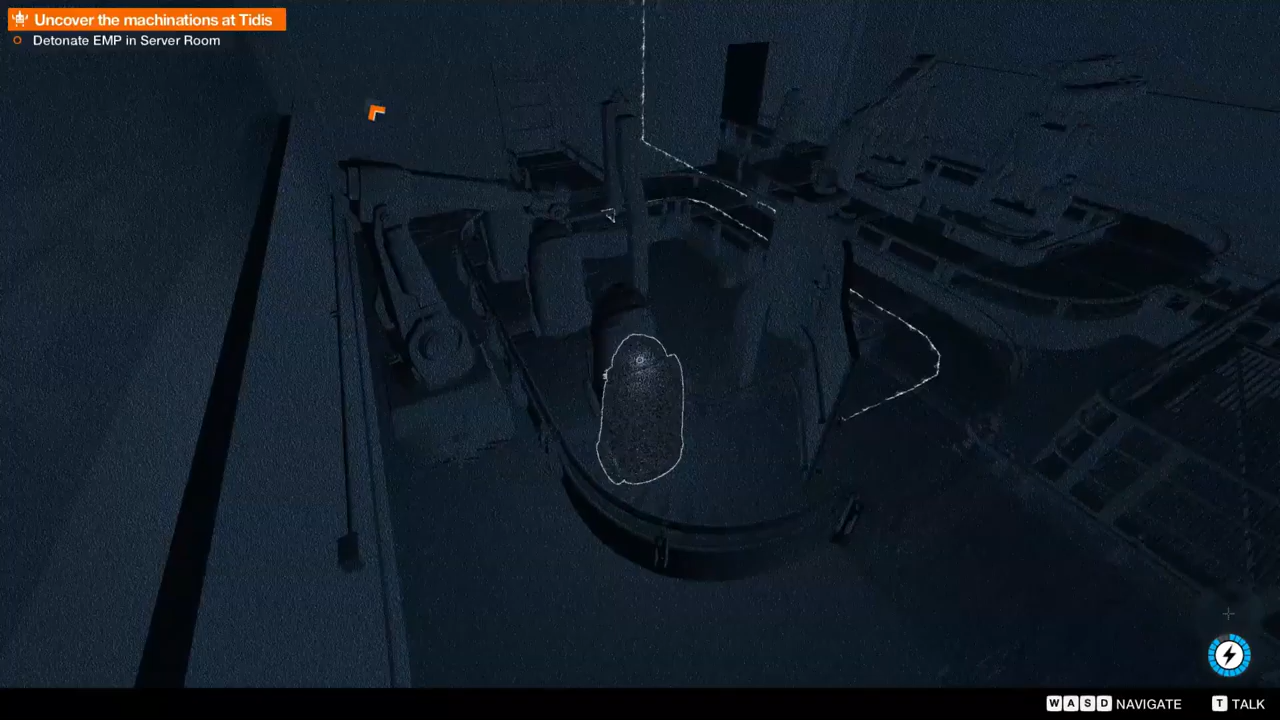 Uncover the machinations at Tidis
Detonate EMP in Server Room
W A S D NAVIGATE T TALK